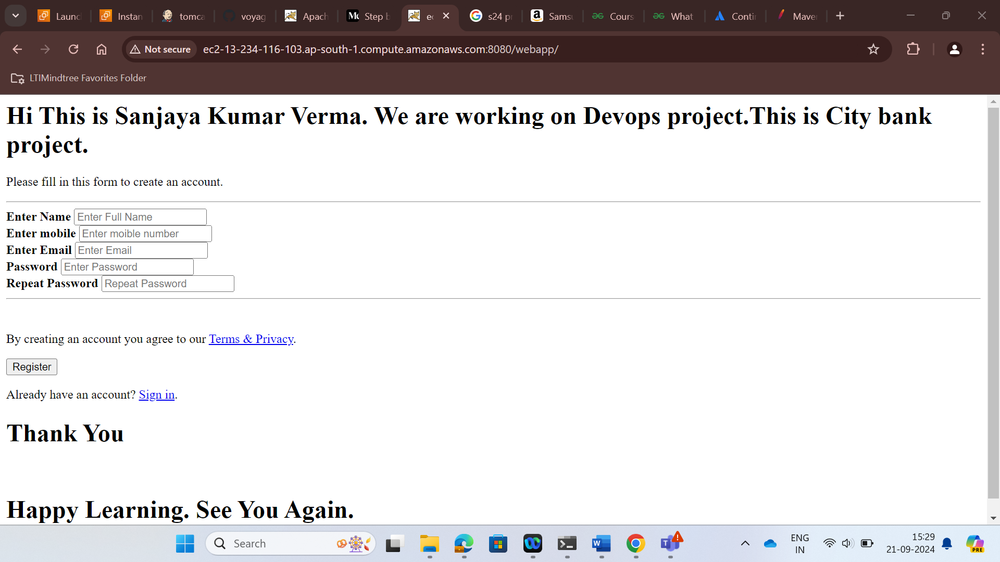 Launc
Instan
tomca
voyag
Apach
Step b
ec
s24 pr
Sams
Cours
What
Conti
Maver
Not secure
ec2-13-234-116-103.ap-south-1.compute.amazonaws.com:8080/webapp/
LTIMindtree Favorites Folder
Hi This is Sanjaya Kumar Verma. We are working on Devops project.This is City bank
project.
Please fill in this form to create an account.
Enter Name Enter Full Name
Enter mobile Enter moible number
Enter Email Enter Email
Password Enter Password
Repeat Password Repeat Password
By creating an account you agree to our Terms & Privacy.
Register
Already have an account? Sign in.
Thank You
Happy Learning. See You Again.
Search
ENG
IN
15:29
21-09-2024
PRE